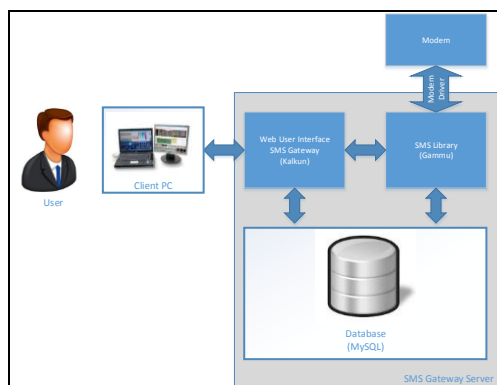 Modem
Modem
Driver
Web User Interface
SMS Gateway
(Kalkun)
SMS Library
(Gammu)
Client PC
User
Database
(MySQL)
SMS Gateway Server